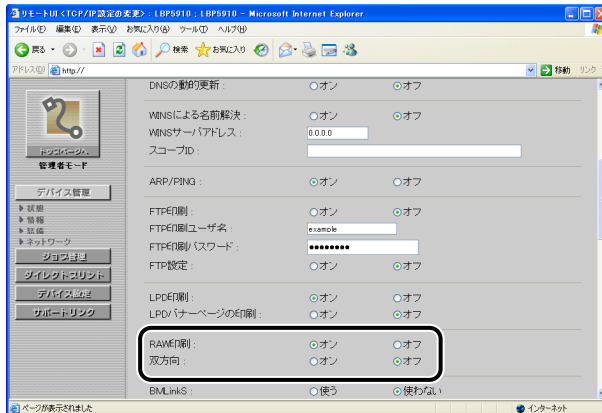 リモートUI <TCP/IP設定の変更> : LBP5910 ; LBP5910 - Microsoft Internet Explorer
ファイル(F) 編集(E) 表示(V) お気に入り(A) ツール(T) ヘルプ(H)
戻る 検索 お気に入り
アドレス(D) http:// 移動 リンク
DNSの動的更新 : オン オフ
WINSによる名前解決 : オン オフ
WINSサーバアドレス : 0.0.0.0
スコープID :
トップページへ
管理者モード
ARP/PING : オン オフ
デバイス管理
状態
情報
装備
ネットワーク
FTP印刷 : オン オフ
FTP印刷ユーザ名 : example
FTP印刷パスワード : ●●●●●●●●
FTP設定 : オン オフ
ジョブ管理
ダイレクトプリント
デバイス設定
サポートリンク
LPD印刷 : オン オフ
LPDバナーページの印刷 : オン オフ
RAW印刷 : オン オフ
双方向 : オン オフ
BMLinkS : 使う 使わない
ページが表示されました インターネット